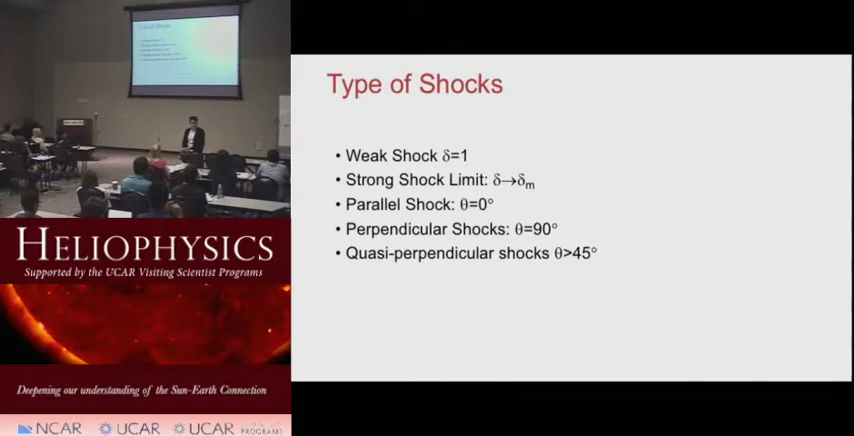 Type of Shocks
• Weak Shock δ=1
• Strong Shock Limit: δ→δm
• Parallel Shock: θ=0°
• Perpendicular Shocks: θ=90°
• Quasi-perpendicular shocks θ>45°
HELIOPHYSICS
Supported by the UCAR Visiting Scientist Programs
Deepening our understanding of the Sun-Earth Connection
NCAR UCAR UCAR
PROGRAMS